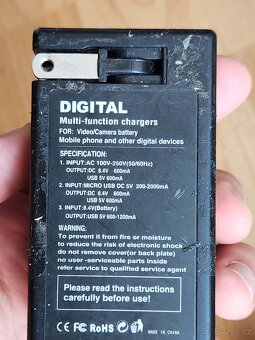 DIGITAL
Multi-function chargers
FOR: Video/Camera battery
Mobile phone and other digital devices
SPECIFICATION:
1. INPUT:AC 100V-250V(50/60Hz)
OUTPUT:DC 8.4V 600mA
USB 5V 600mA
2. INPUT:MICRO USB DC 5V 200-2000mA
OUTPUT:DC 8.4V 600mA
USB 5V 600mA
3. INPUT:8.4V(Battery)
OUTPUT:USB 5V 600-1200mA
To prevent it from fire or moisture
to reduce the risk of electronic shock
do not remove cover(or back plate)
no user -serviceable parts inside
refer to qualified service agent
Please read the instructions
carefully before use!
CE FC RoHS MADE IN CHINA